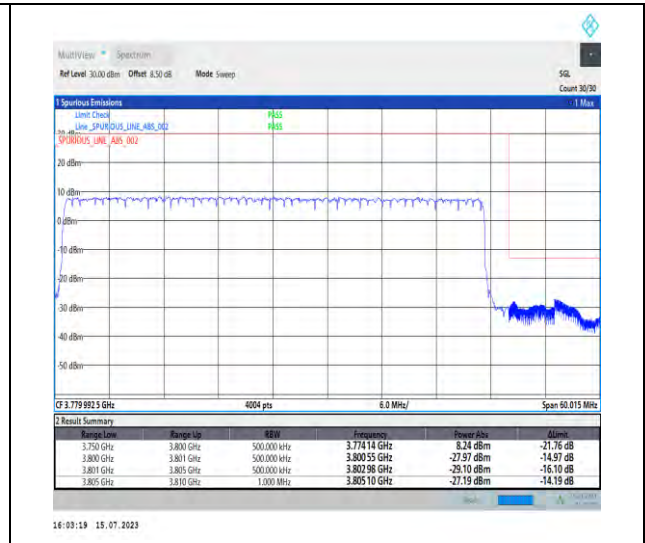 MultiView Spectrum
Ref Level 30.00 dBm Offset 8.50 dB Mode Sweep SGL
Count 30/30
1 Spurious Emissions 1 Max
Limit Check PASS
Line _SPURIOUS_LINE_ABS_002 PASS
_SPURIOUS_LINE_ABS_002
20 dBm
10 dBm
0 dBm
-10 dBm
-20 dBm
-30 dBm
-40 dBm
-50 dBm
CF 3.779 992 5 GHz 4004 pts 6.0 MHz/ Span 60.015 MHz
2 Result Summary
Range Low Range Up RBW Frequency Power Abs ΔLimit
3.750 GHz 3.800 GHz 500.000 kHz 3.774 14 GHz 8.24 dBm -21.76 dB
3.800 GHz 3.801 GHz 500.000 kHz 3.800 55 GHz -27.97 dBm -14.97 dB
3.801 GHz 3.805 GHz 500.000 kHz 3.802 98 GHz -29.10 dBm -16.10 dB
3.805 GHz 3.810 GHz 1.000 MHz 3.805 10 GHz -27.19 dBm -14.19 dB
16:03:19 15.07.2023